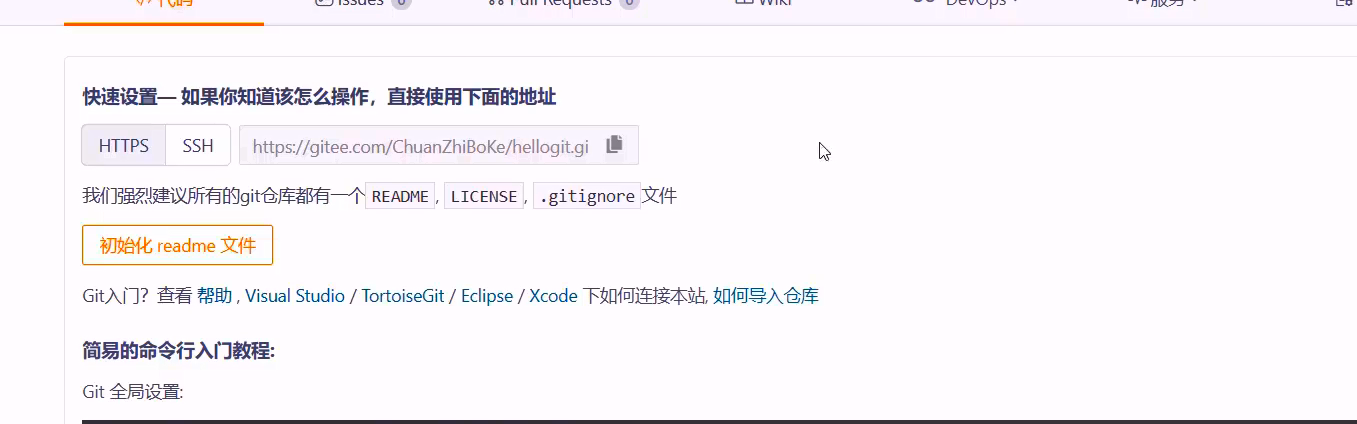 代码 Issues 0 Pull Requests 0 Wiki DevOps 服务
快速设置— 如果你知道该怎么操作，直接使用下面的地址
HTTPS SSH https://gitee.com/ChuanZhiBoKe/hellogit.gi
我们强烈建议所有的git仓库都有一个 README, LICENSE, .gitignore 文件
初始化 readme 文件
Git入门？查看 帮助 , Visual Studio / TortoiseGit / Eclipse / Xcode 下如何连接本站, 如何导入仓库
简易的命令行入门教程:
Git 全局设置: